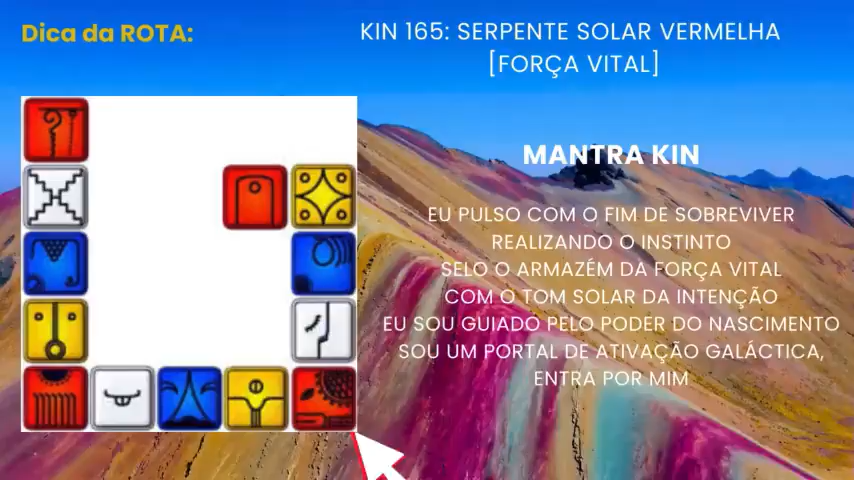 Dica da ROTA:
KIN 165: SERPENTE SOLAR VERMELHA
[FORÇA VITAL]
MANTRA KIN
EU PULSO COM O FIM DE SOBREVIVER
REALIZANDO O INSTINTO
SELO O ARMAZÉM DA FORÇA VITAL
COM O TOM SOLAR DA INTENÇÃO
EU SOU GUIADO PELO PODER DO NASCIMENTO
SOU UM PORTAL DE ATIVAÇÃO GALÁCTICA,
ENTRA POR MIM